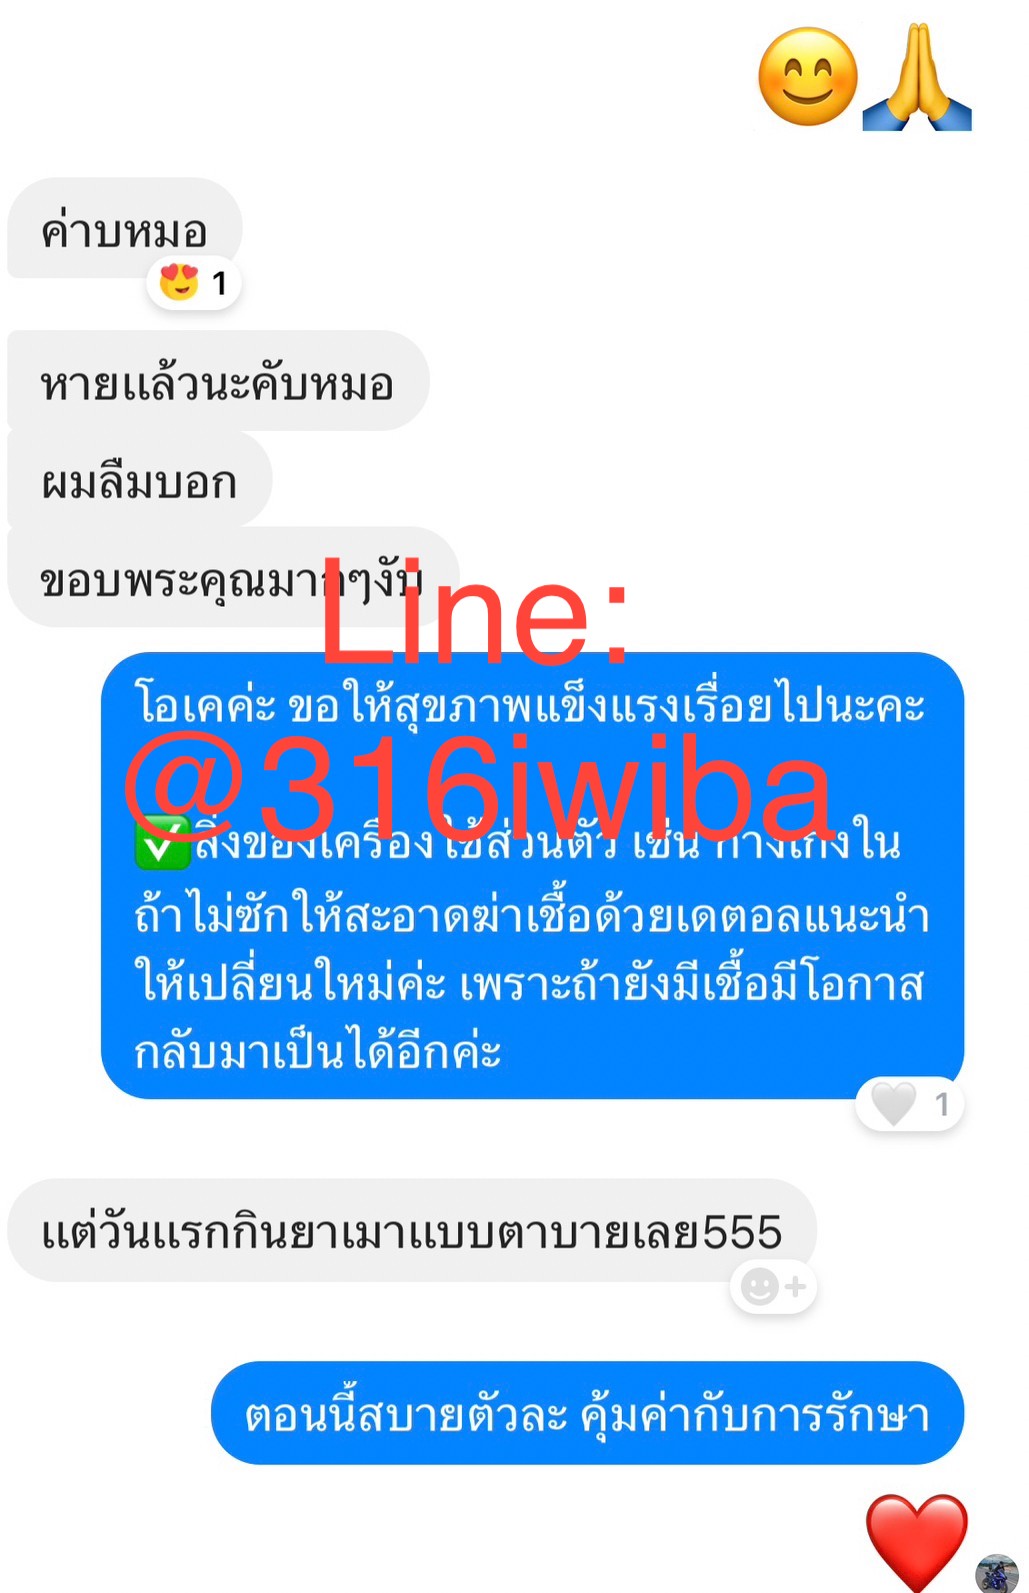 ค่าบหมอ
1
หายแล้วนะคับหมอ
ผมลืมบอก
ขอบพระคุณมากๆงับ
Line:
โอเคค่ะ ขอให้สุขภาพแข็งแรงเรื่อยไปนะคะ
@316iwiba
สิ่งของเครื่องใช้ส่วนตัว เช่น กางเกงใน
ถ้าไม่ซักให้สะอาดฆ่าเชื้อด้วยเดตอลแนะนำ
ให้เปลี่ยนใหม่ค่ะ เพราะถ้ายังมีเชื้อมีโอกาส
กลับมาเป็นได้อีกค่ะ
1
แต่วันแรกกินยาเมาแบบตาบายเลย555
ตอนนี้สบายตัวละ คุ้มค่ากับการรักษา